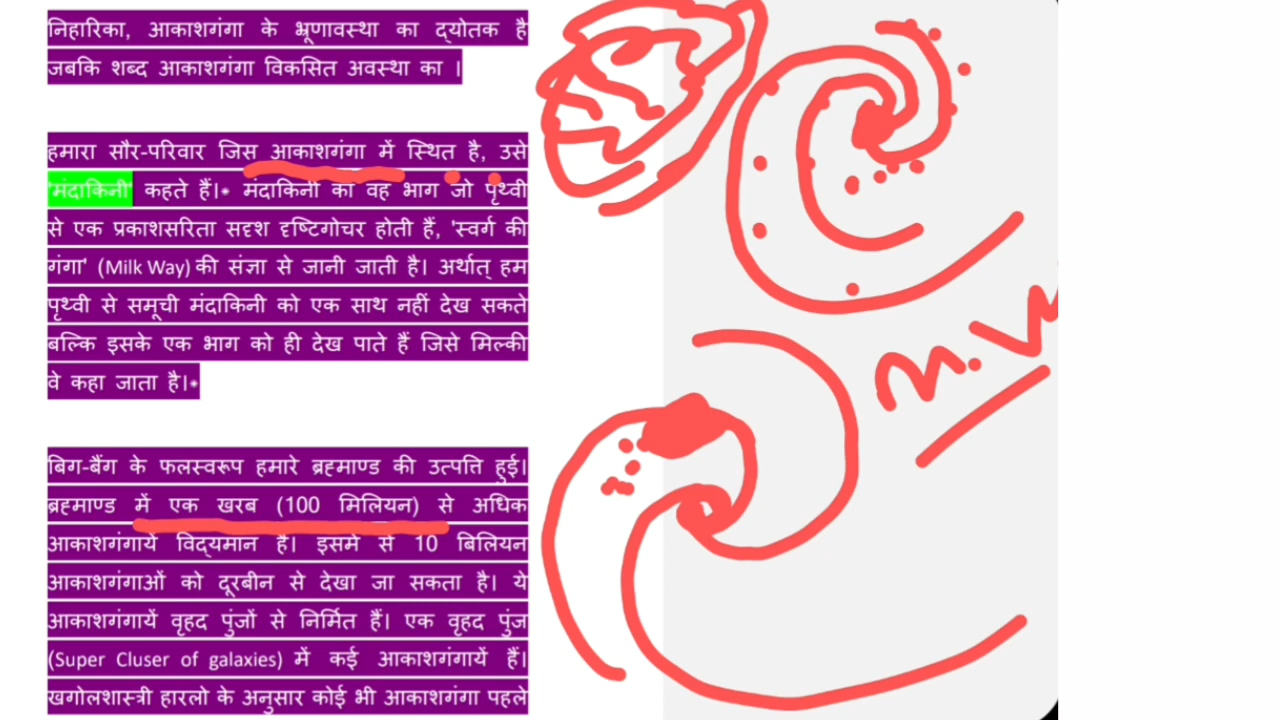 निहारिका, आकाशगंगा के भ्रूणावस्था का द्योतक है
जबकि शब्द आकाशगंगा विकसित अवस्था का ।
हमारा सौर-परिवार जिस आकाशगंगा में स्थित है, उसे
'मंदाकिनी' कहते हैं।* मंदाकिनी का वह भाग जो पृथ्वी
से एक प्रकाशसरिता सदृश दृष्टिगोचर होती हैं, 'स्वर्ग की
गंगा' (Milk Way) की संज्ञा से जानी जाती है। अर्थात् हम
पृथ्वी से समूची मंदाकिनी को एक साथ नहीं देख सकते
बल्कि इसके एक भाग को ही देख पाते हैं जिसे मिल्की
वे कहा जाता है।*
बिग-बैंग के फलस्वरूप हमारे ब्रह्माण्ड की उत्पत्ति हुई।
ब्रह्माण्ड में एक खरब (100 मिलियन) से अधिक
आकाशगंगायें विद्यमान हैं। इसमें से 10 बिलियन
आकाशगंगाओं को दूरबीन से देखा जा सकता है। ये
आकाशगंगायें वृहद पुंजों से निर्मित हैं। एक वृहद पुंज
(Super Cluser of galaxies) में कई आकाशगंगायें हैं।
खगोलशास्त्री हारलो के अनुसार कोई भी आकाशगंगा पहले